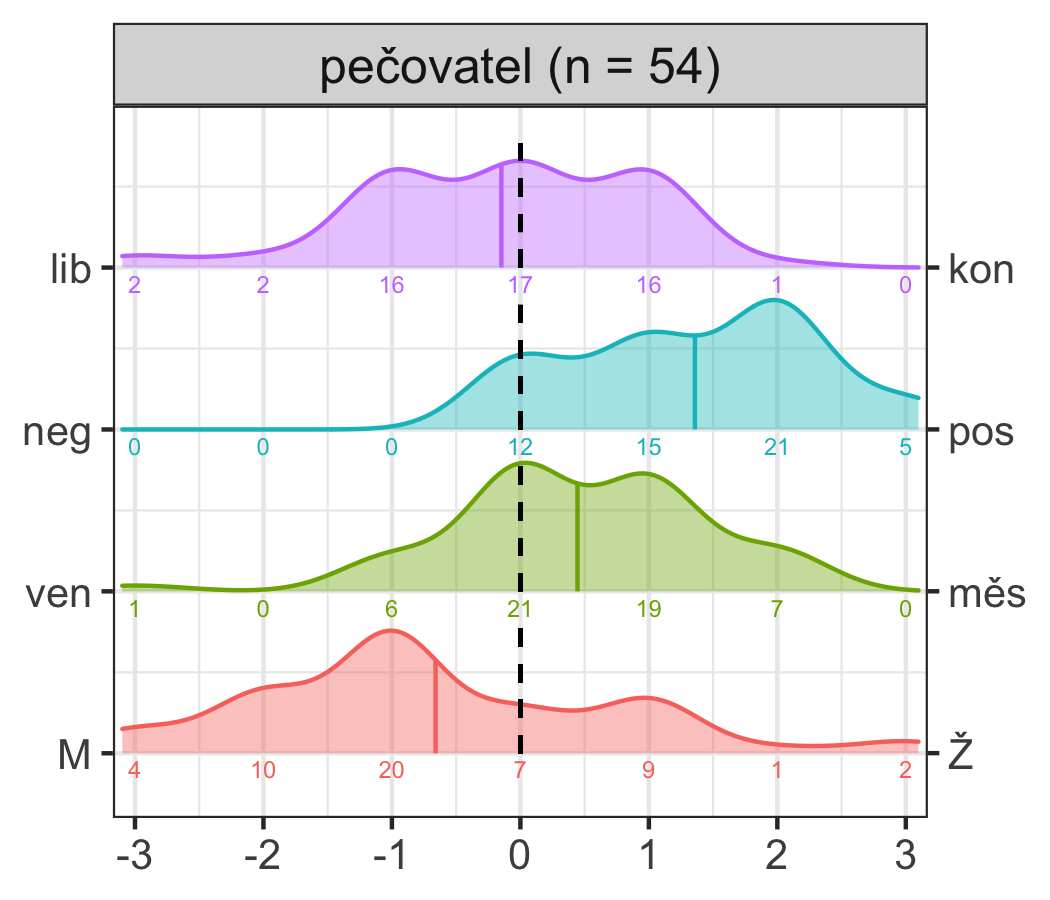 pečovatel (n = 54)
lib kon
2 2 16 17 16 1 0
neg pos
0 0 0 12 15 21 5
ven měs
1 0 6 21 19 7 0
M Ž
4 10 20 7 9 1 2
-3 -2 -1 0 1 2 3